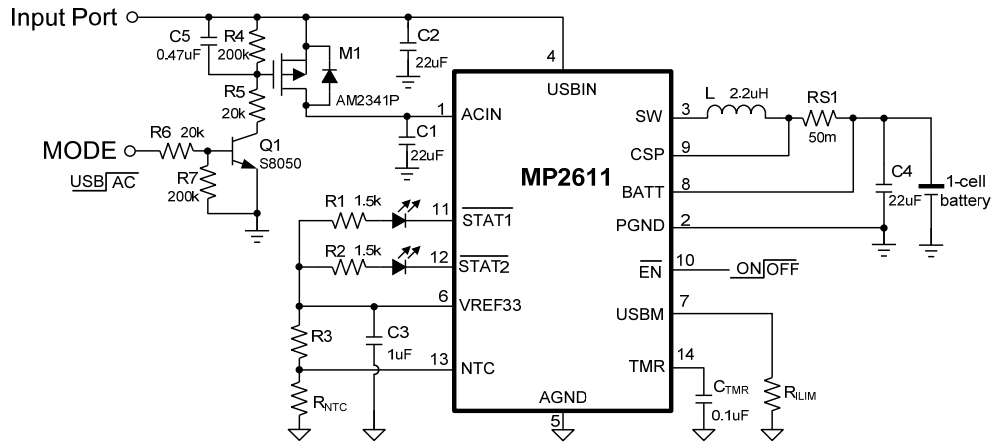 Input Port
C5
0.47uF
R4
200k
M1
AM2341P
C2
22uF
R5
20k
R6 20k
MODE
USB AC
Q1
S8050
R7
200k
C1
22uF
4
USBIN
1
ACIN
MP2611
SW
3
L 2.2uH
RS1
50m
CSP
9
BATT
8
C4
22uF
1-cell
battery
PGND
2
R1 1.5k
11
STAT1
R2 1.5k
12
STAT2
EN
10
ON OFF
6
VREF33
USBM
7
R3
C3
1uF
13
NTC
TMR
14
RNTC
CTMR
0.1uF
RILIM
AGND
5